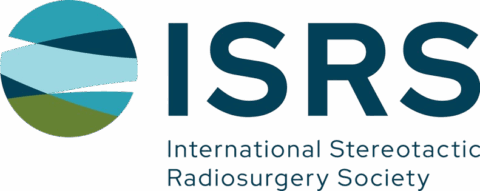 ISRS
International Stereotactic
Radiosurgery Society